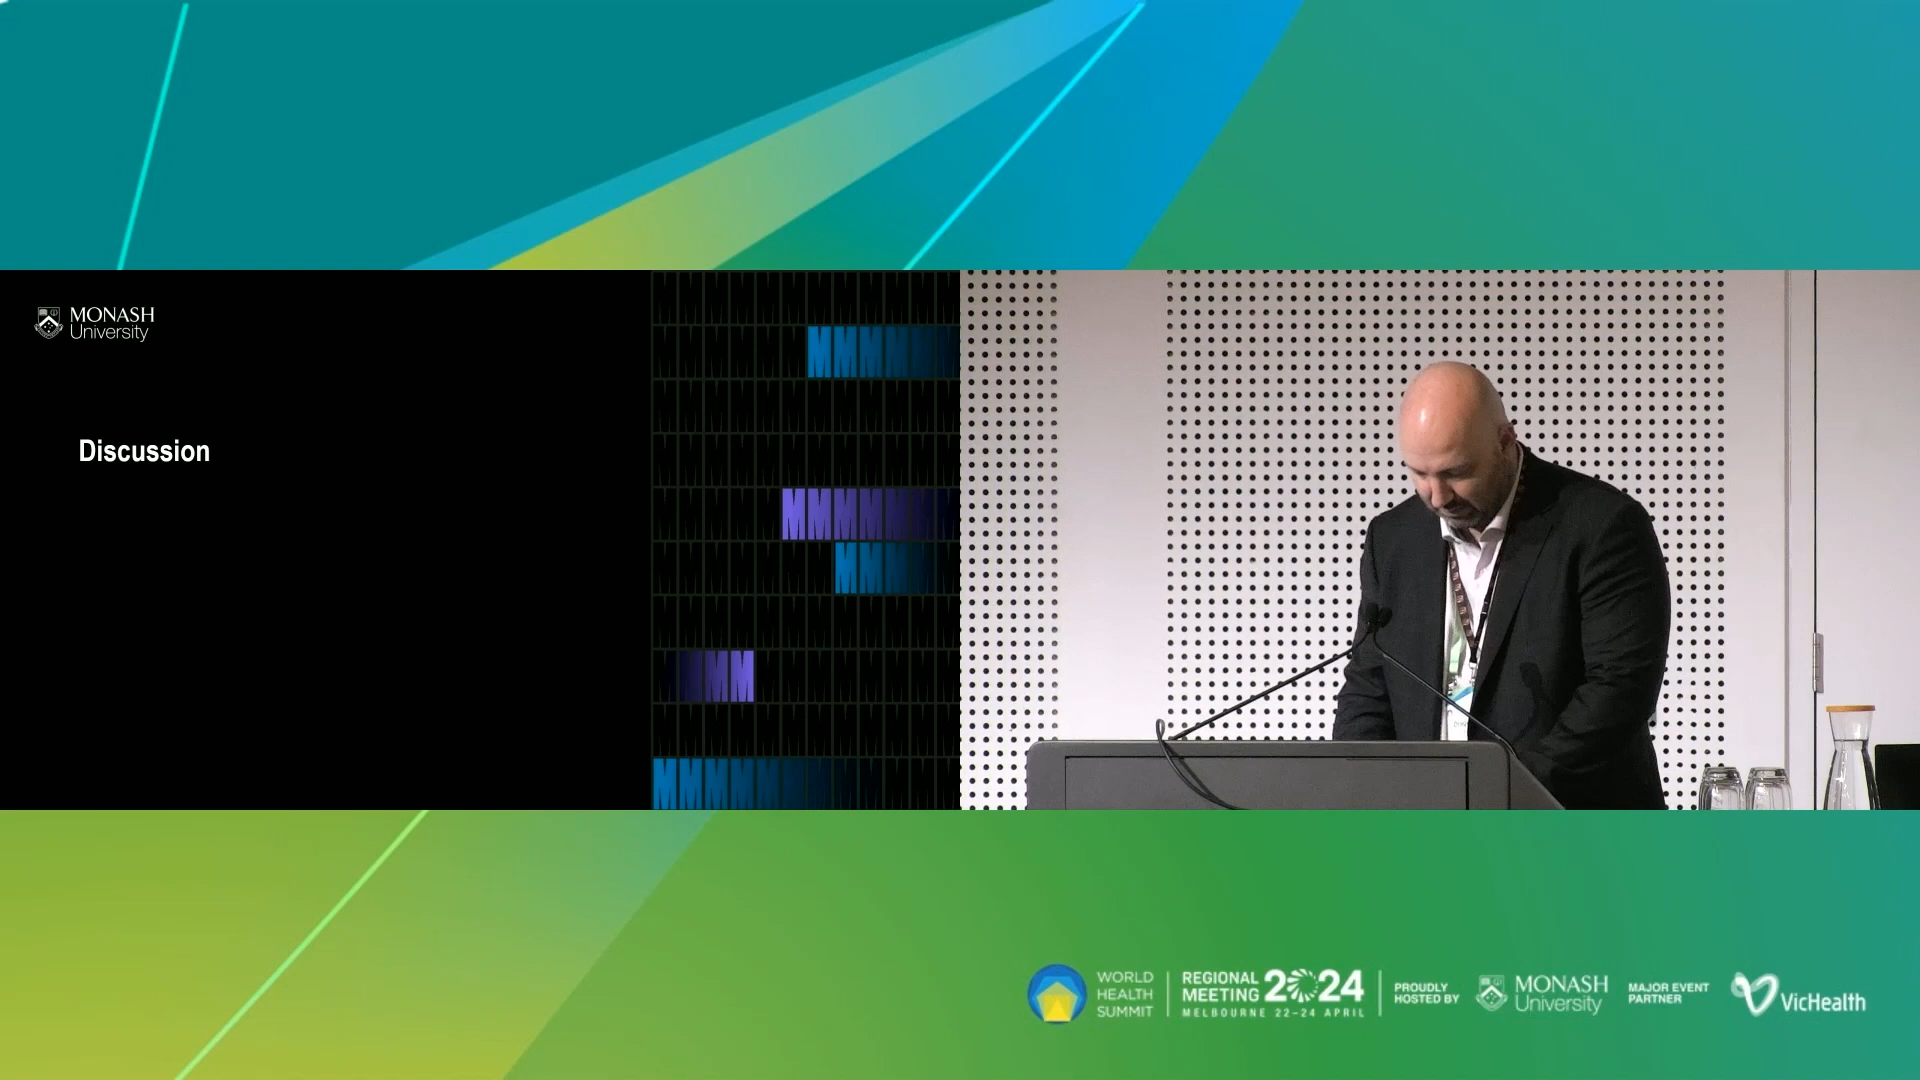 MONASH
University
Discussion
WORLD
HEALTH
SUMMIT
REGIONAL
MEETING 2024
MELBOURNE 22–24 APRIL
PROUDLY
HOSTED BY
MONASH
University
MAJOR EVENT
PARTNER
VicHealth